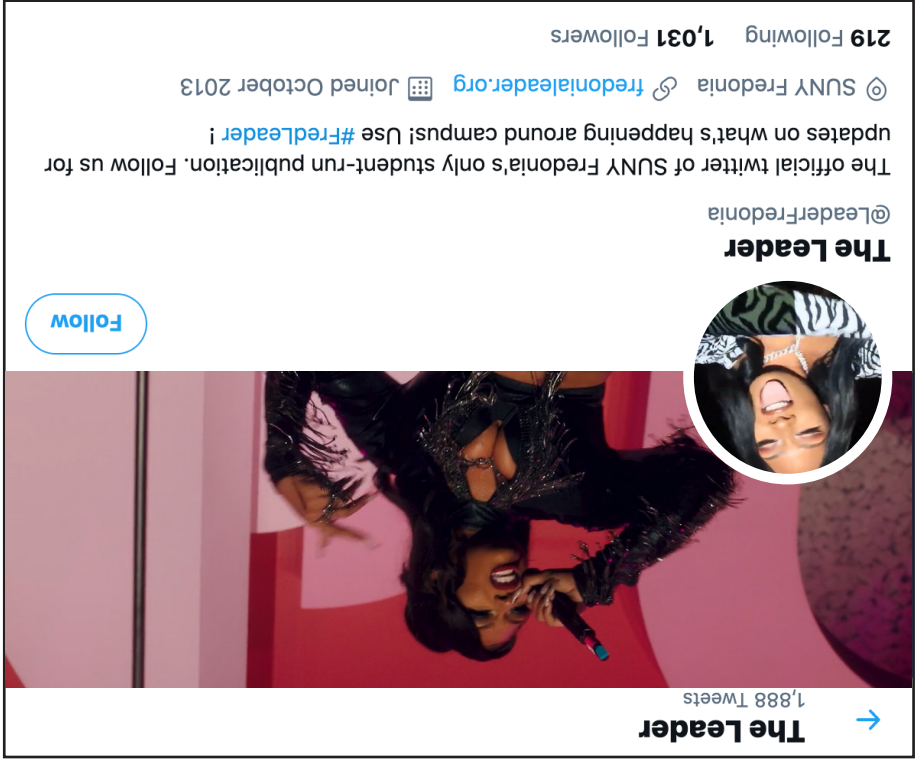 The Leader
1,888 Tweets
Follow
The Leader
@LeaderFredonia
The official twitter of SUNY Fredonia's only student-run publication. Follow us for
updates on what's happening around campus! Use #FredLeader !
SUNY Fredonia fredonialeader.org Joined October 2013
219 Following 1,031 Followers